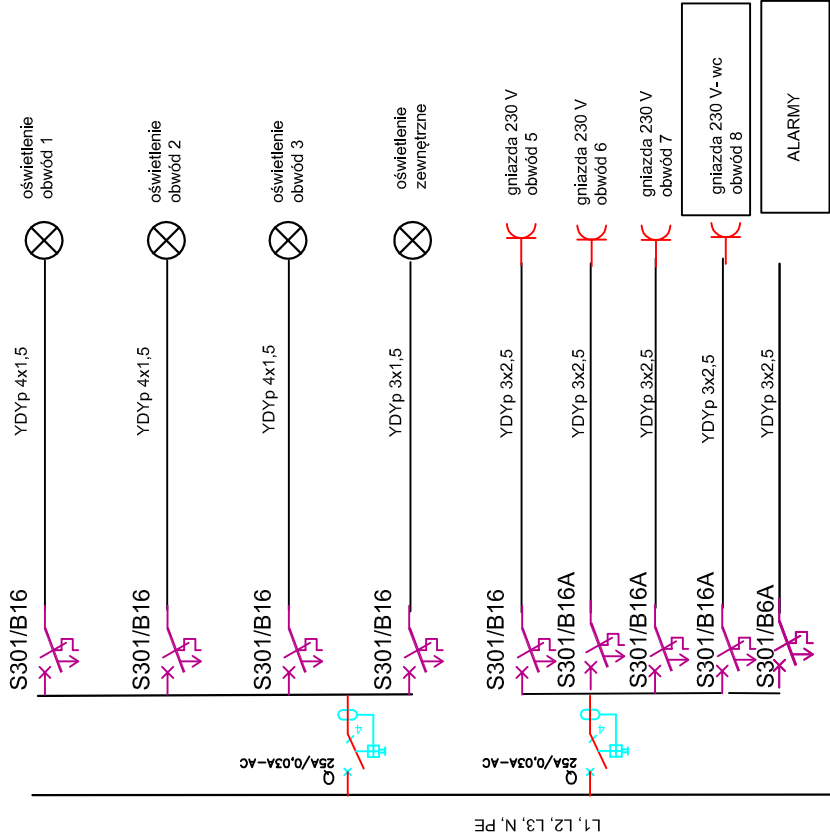 oświetlenie
obwód 1
oświetlenie
obwód 2
oświetlenie
obwód 3
oświetlenie
zewnętrzne
gniazda 230 V
obwód 5
gniazda 230 V
obwód 6
gniazda 230 V
obwód 7
gniazda 230 V- wc
obwód 8
ALARMY
YDYp 4x1,5
YDYp 4x1,5
YDYp 4x1,5
YDYp 3x1,5
YDYp 3x2,5
YDYp 3x2,5
YDYp 3x2,5
YDYp 3x2,5
YDYp 3x2,5
S301/B16
S301/B16
S301/B16
S301/B16
S301/B16
S301/B16A
S301/B16A
S301/B16A
S301/B6A
4
25A/0,03A-AC
Q
4
25A/0,03A-AC
Q
L1, L2, L3, N, PE